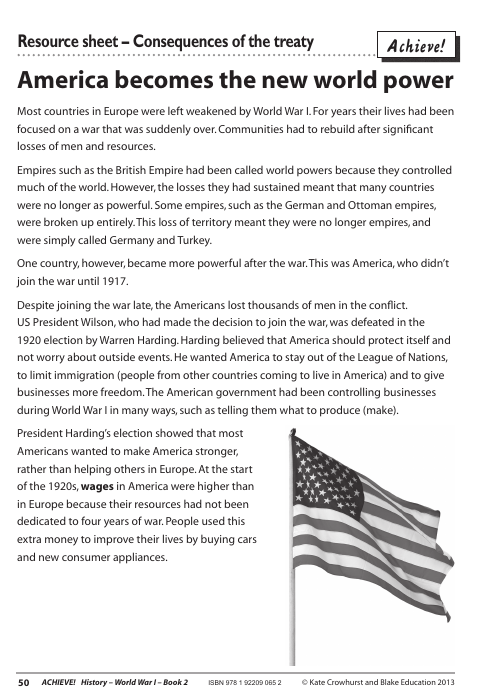 Resource sheet – Consequences of the treaty
Achieve!
America becomes the new world power
Most countries in Europe were left weakened by World War I. For years their lives had been
focused on a war that was suddenly over. Communities had to rebuild after significant
losses of men and resources.
Empires such as the British Empire had been called world powers because they controlled
much of the world. However, the losses they had sustained meant that many countries
were no longer as powerful. Some empires, such as the German and Ottoman empires,
were broken up entirely. This loss of territory meant they were no longer empires, and
were simply called Germany and Turkey.
One country, however, became more powerful after the war. This was America, who didn't
join the war until 1917.
Despite joining the war late, the Americans lost thousands of men in the conflict.
US President Wilson, who had made the decision to join the war, was defeated in the
1920 election by Warren Harding. Harding believed that America should protect itself and
not worry about outside events. He wanted America to stay out of the League of Nations,
to limit immigration (people from other countries coming to live in America) and to give
businesses more freedom. The American government had been controlling businesses
during World War I in many ways, such as telling them what to produce (make).
President Harding's election showed that most
Americans wanted to make America stronger,
rather than helping others in Europe. At the start
of the 1920s, wages in America were higher than
in Europe because their resources had not been
dedicated to four years of war. People used this
extra money to improve their lives by buying cars
and new consumer appliances.
50 ACHIEVE! History – World War I – Book 2 ISBN 978 1 92209 065 2 © Kate Crowhurst and Blake Education 2013